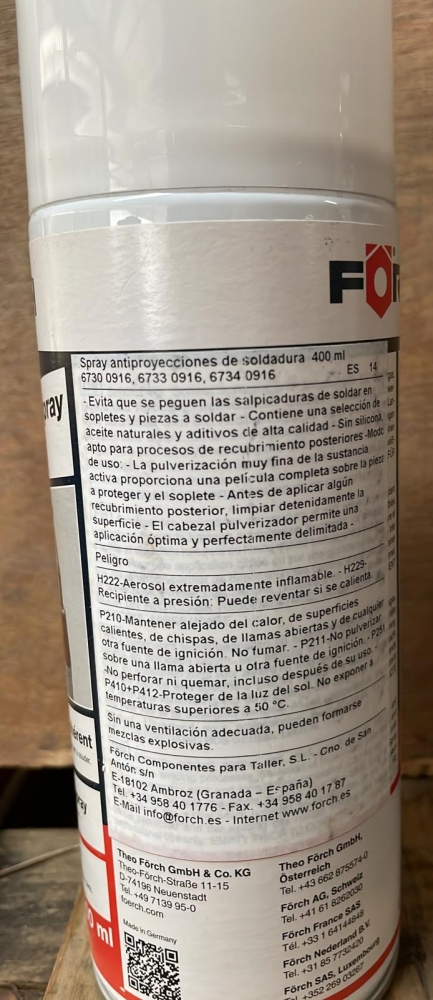 FÖR
Spray antiproyecciones de soldadura 400 ml
6730 0916, 6733 0916, 6734 0916 ES 14
- Evita que se peguen las salpicaduras de soldar en
sopletes y piezas a soldar - Contiene una selección de
aceite naturales y aditivos de alta calidad - Sin silicona,
apto para procesos de recubrimiento posteriores -Modo
de uso: - La pulverización muy fina de la sustancia
activa proporciona una película completa sobre la pieza
a proteger y el soplete - Antes de aplicar algún
recubrimiento posterior, limpiar detenidamente la
superficie - El cabezal pulverizador permite una
aplicación óptima y perfectamente delimitada -
Peligro
H222-Aerosol extremadamente inflamable. - H229-
Recipiente a presión: Puede reventar si se calienta.
P210-Mantener alejado del calor, de superficies
calientes, de chispas, de llamas abiertas y de cualquier
otra fuente de ignición. No fumar. - P211-No pulverizar
sobre una llama abierta u otra fuente de ignición. - P251
-No perforar ni quemar, incluso después de su uso. -
P410+P412-Proteger de la luz del sol. No exponer a
temperaturas superiores a 50 °C.
Sin una ventilación adecuada, pueden formarse
mezclas explosivas.
Förch Componentes para Taller, S.L. - Cno. de San
Antón s/n
E-18102 Ambroz (Granada – España)
Tel. +34 958 40 1776 - Fax. +34 958 40 17 87
E-Mail info@forch.es - Internet www.forch.es
Theo Förch GmbH & Co. KG
Theo-Förch-Straße 11-15
D-74196 Neuenstadt
Tel. +49 7139 95-0
foerch.com
Made in Germany
Theo Förch GmbH,
Österreich
Tel. +43 662 875574-0
Förch AG, Schweiz
Tel. +41 61 8262030
Förch France SAS
Tél. +33 1 64144848
Förch Nederland B.V.
Tel. +31 85 7732420
Förch SAS, Luxembourg
Tel. +352 269 03267
ray
érent
ray
0 ml